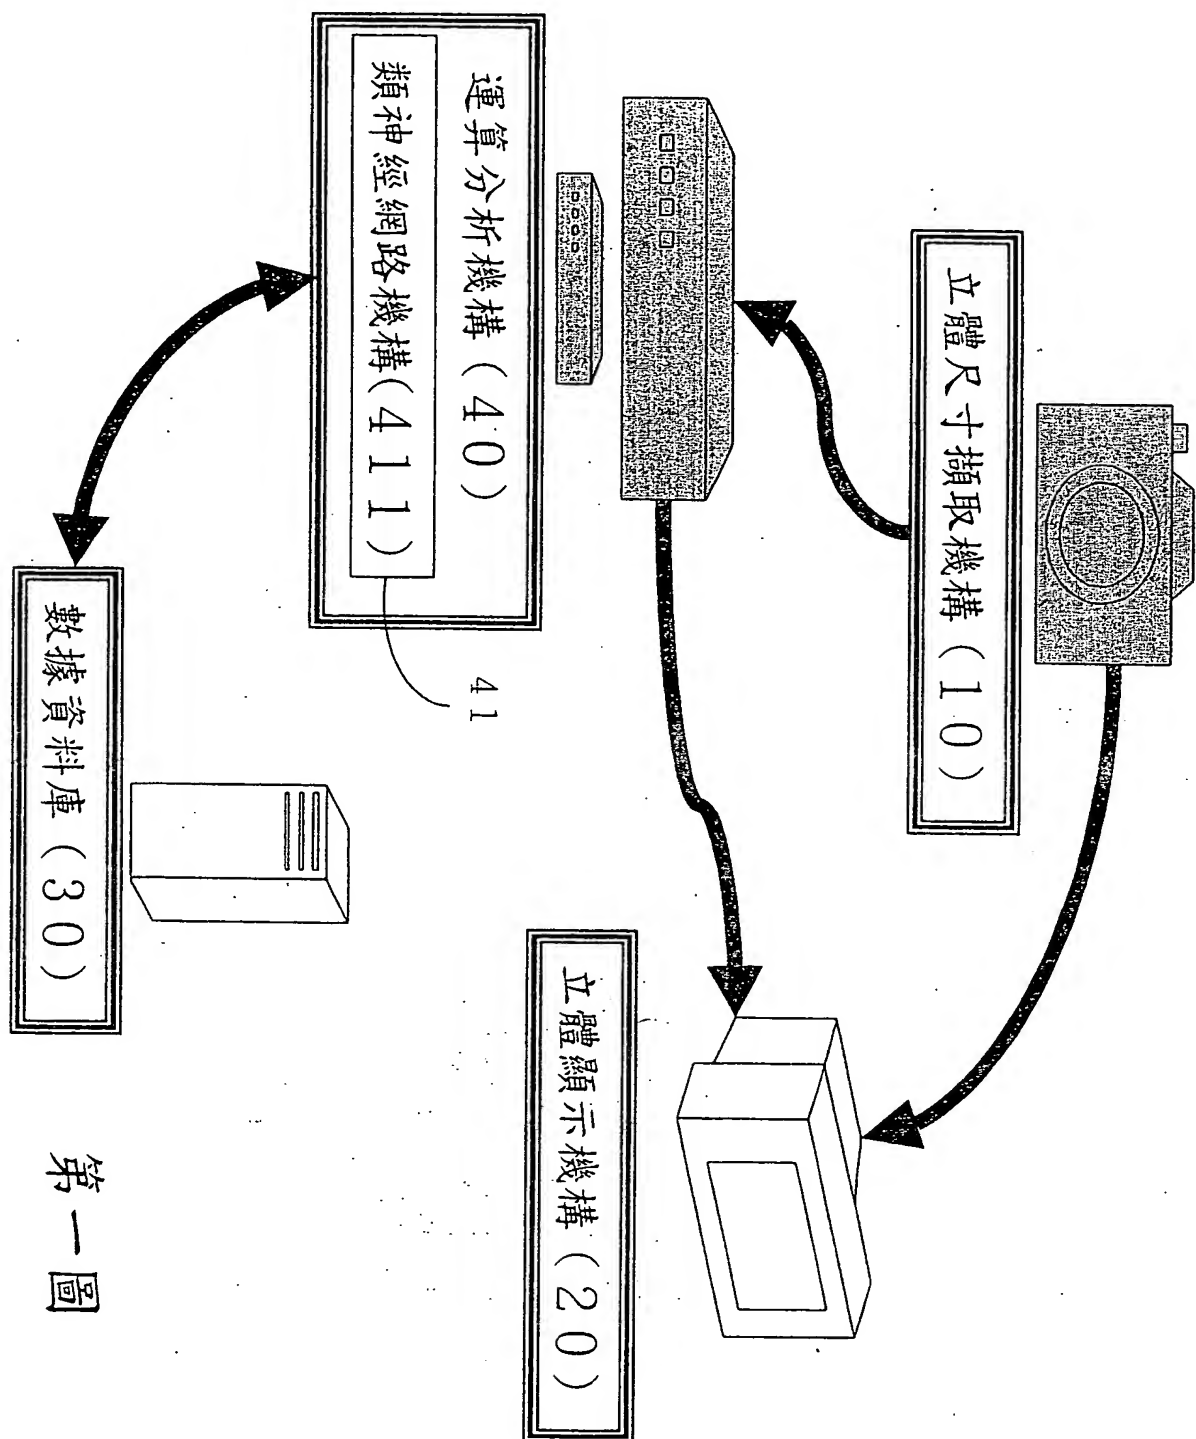 立體尺寸擷取機構(10)
運算分析機構(40)
類神經網路機構(411)
41
立體顯示機構(20)
數據資料庫(30)
第一圖